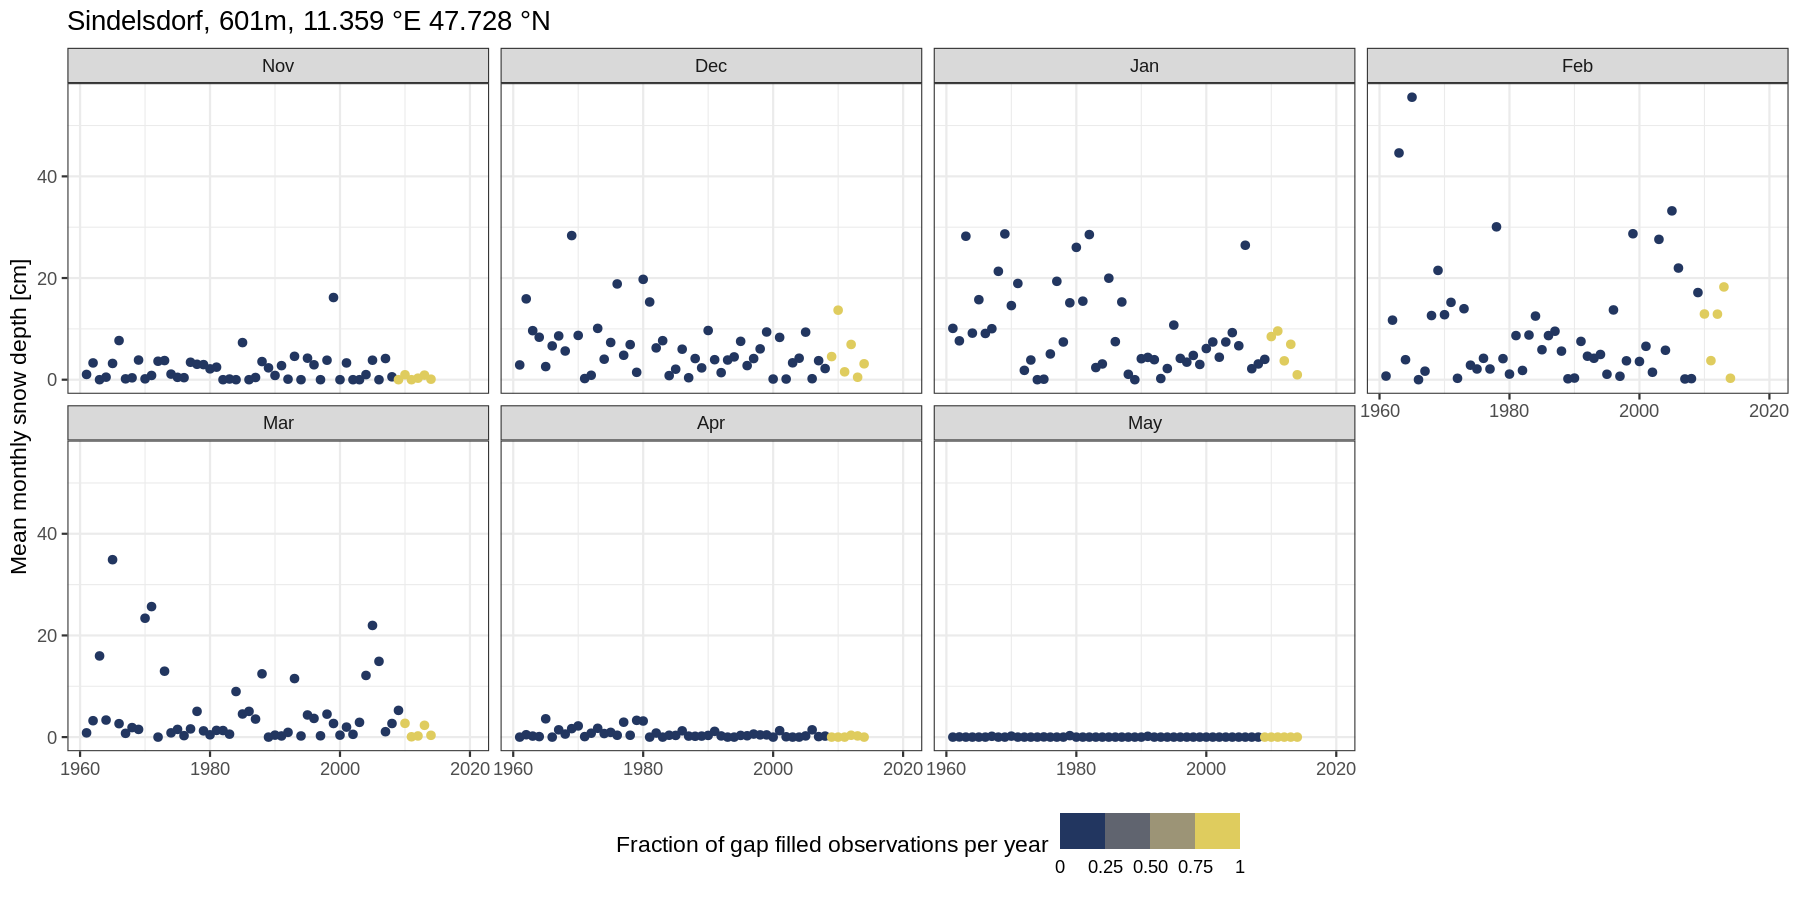 Sindelsdorf, 601m, 11.359 °E 47.728 °N
Nov
Dec
Jan
Feb
Mean monthly snow depth [cm]
40
20
0
1960 1980 2000 2020
Mar
Apr
May
40
20
0
1960 1980 2000 2020
1960 1980 2000 2020
1960 1980 2000 2020
Fraction of gap filled observations per year
0 0.25 0.50 0.75 1